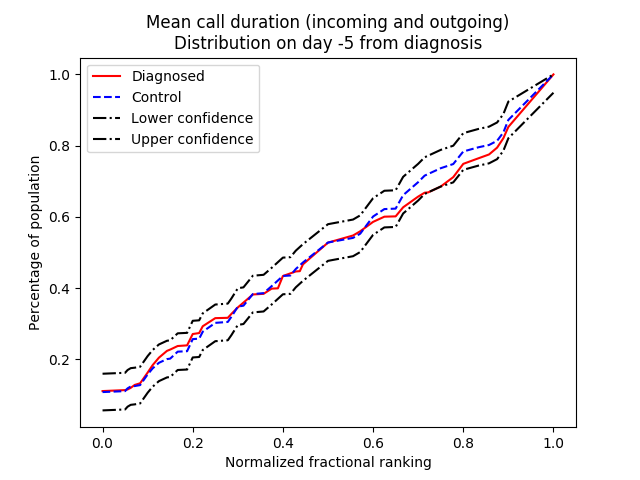 Mean call duration (incoming and outgoing)
Distribution on day -5 from diagnosis
Diagnosed
Control
Lower confidence
Upper confidence
Percentage of population
1.0
0.8
0.6
0.4
0.2
0.0 0.2 0.4 0.6 0.8 1.0
Normalized fractional ranking